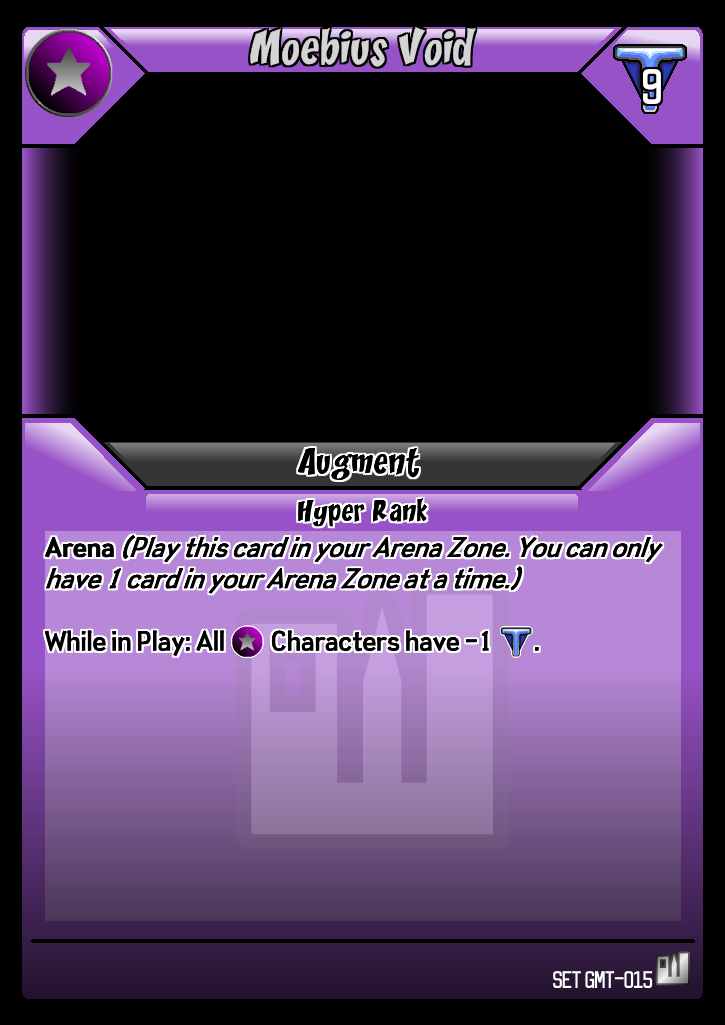 Moebius Void
9
Augment
Hyper Rank
Arena (Play this card in your Arena Zone. You can only
have 1 card in your Arena Zone at a time.)
While in Play: All Characters have -1 .
SET GMT-015